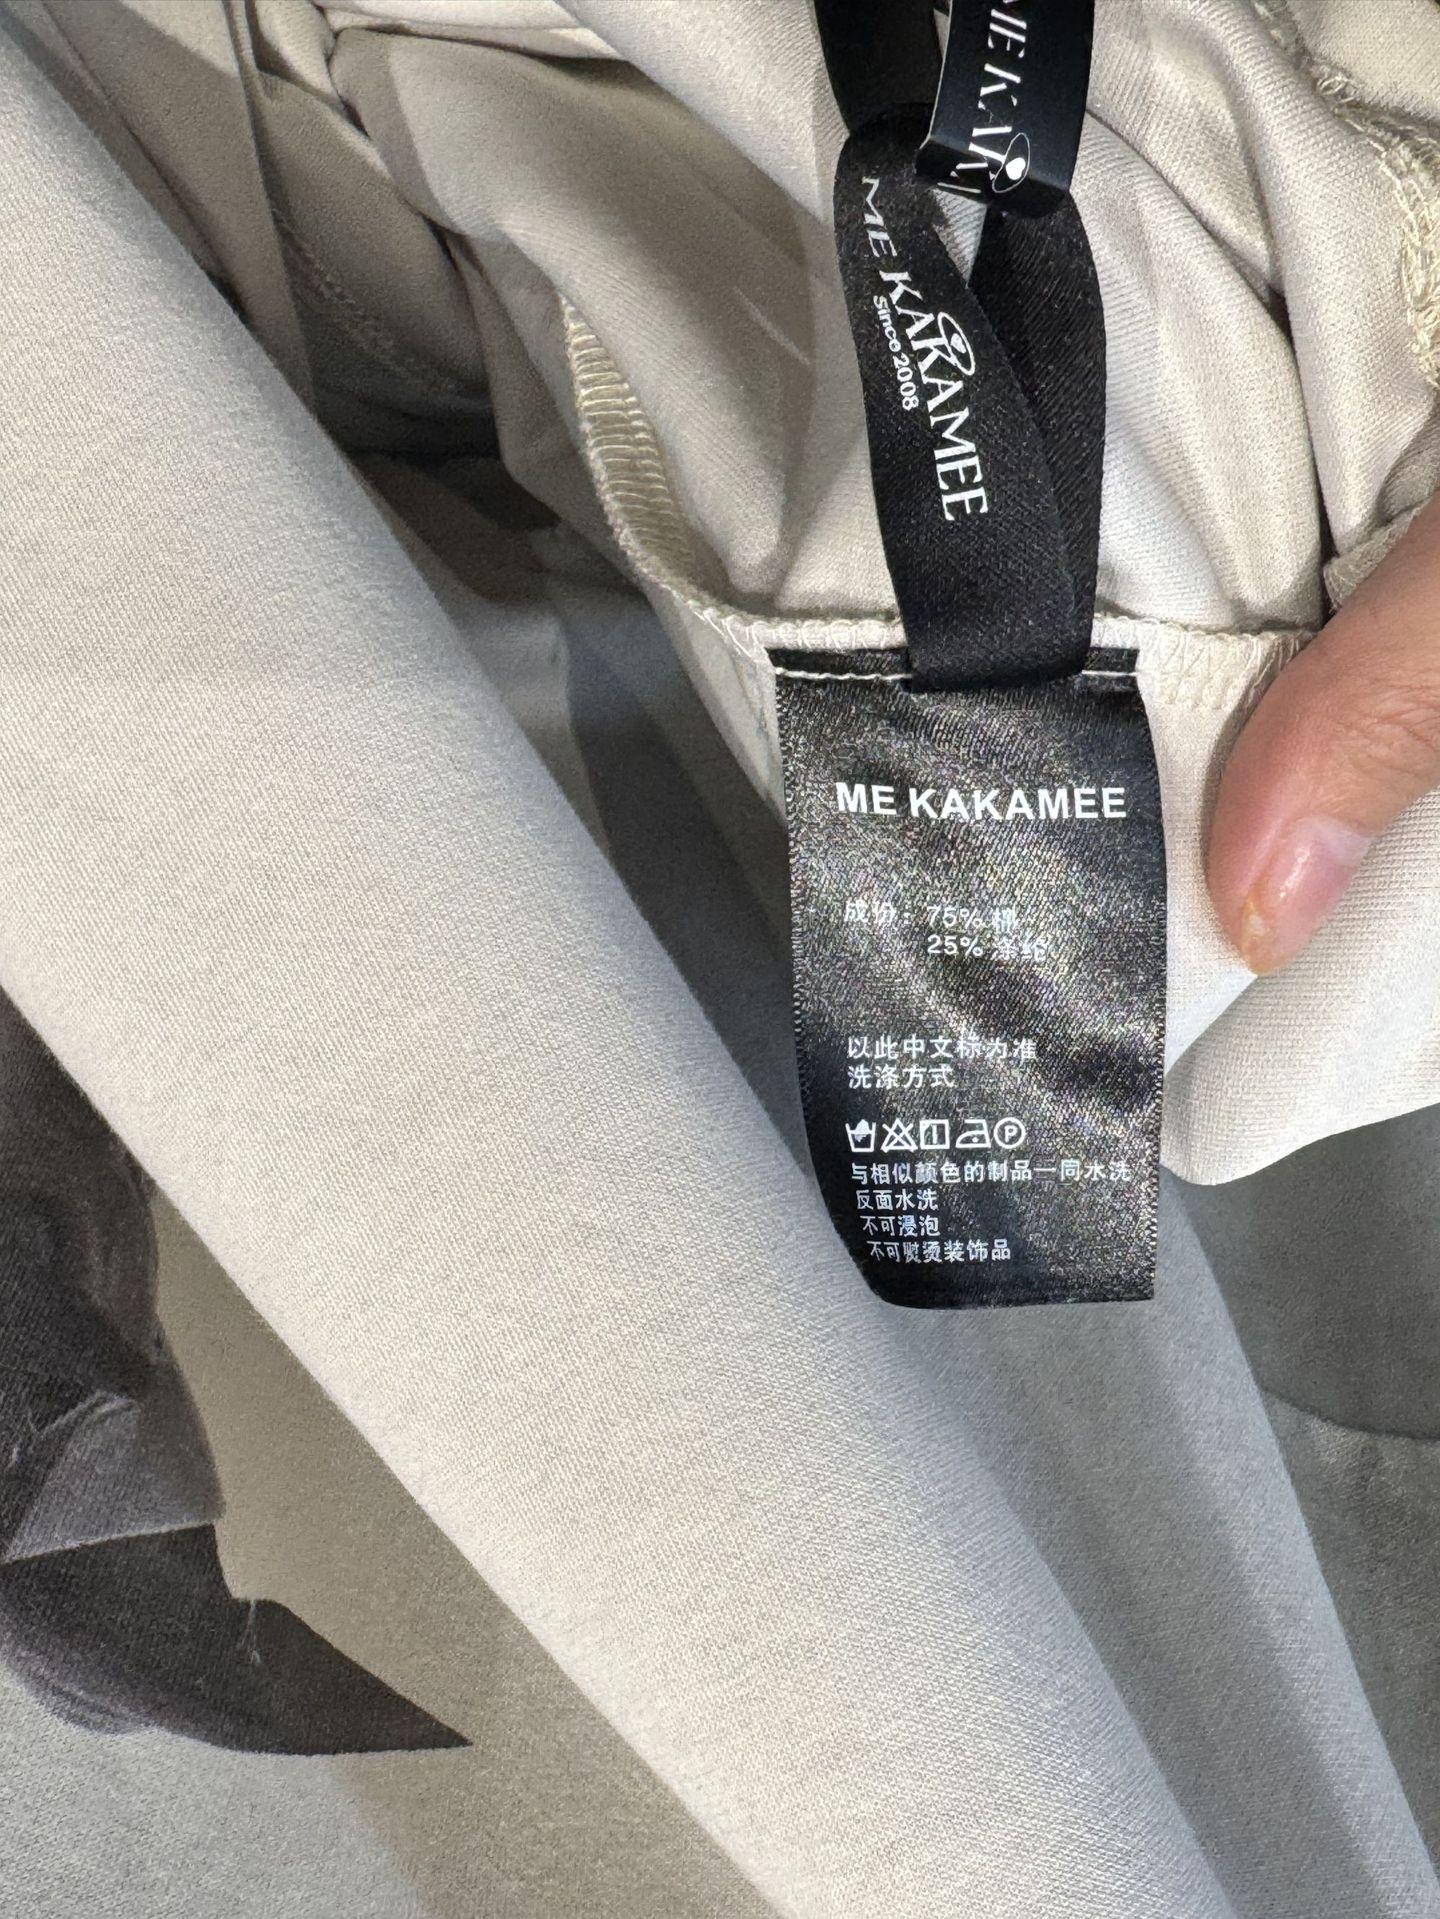 ME KAK
ME KAKAMEE
Since 2008
ME KAKAMEE
成份：75% 棉
25% 涤纶
以此中文标为准
洗涤方式
P
与相似颜色的制品一同水洗
反面水洗
不可浸泡
不可熨烫装饰品